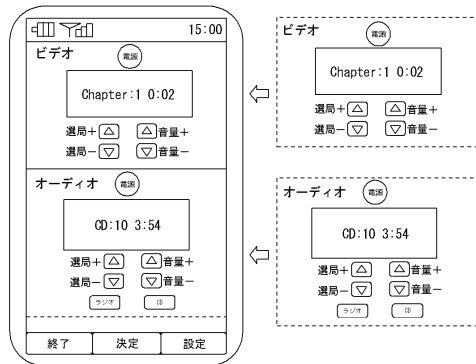 15:00
ビデオ 電源
Chapter:1 0:02
選局+ 音量+
選局− 音量−
オーディオ 電源
CD:10 3:54
選局+ 音量+
選局− 音量−
ラジオ CD
終了 決定 設定
ビデオ 電源
Chapter:1 0:02
選局+ 音量+
選局− 音量−
オーディオ 電源
CD:10 3:54
選局+ 音量+
選局− 音量−
ラジオ CD